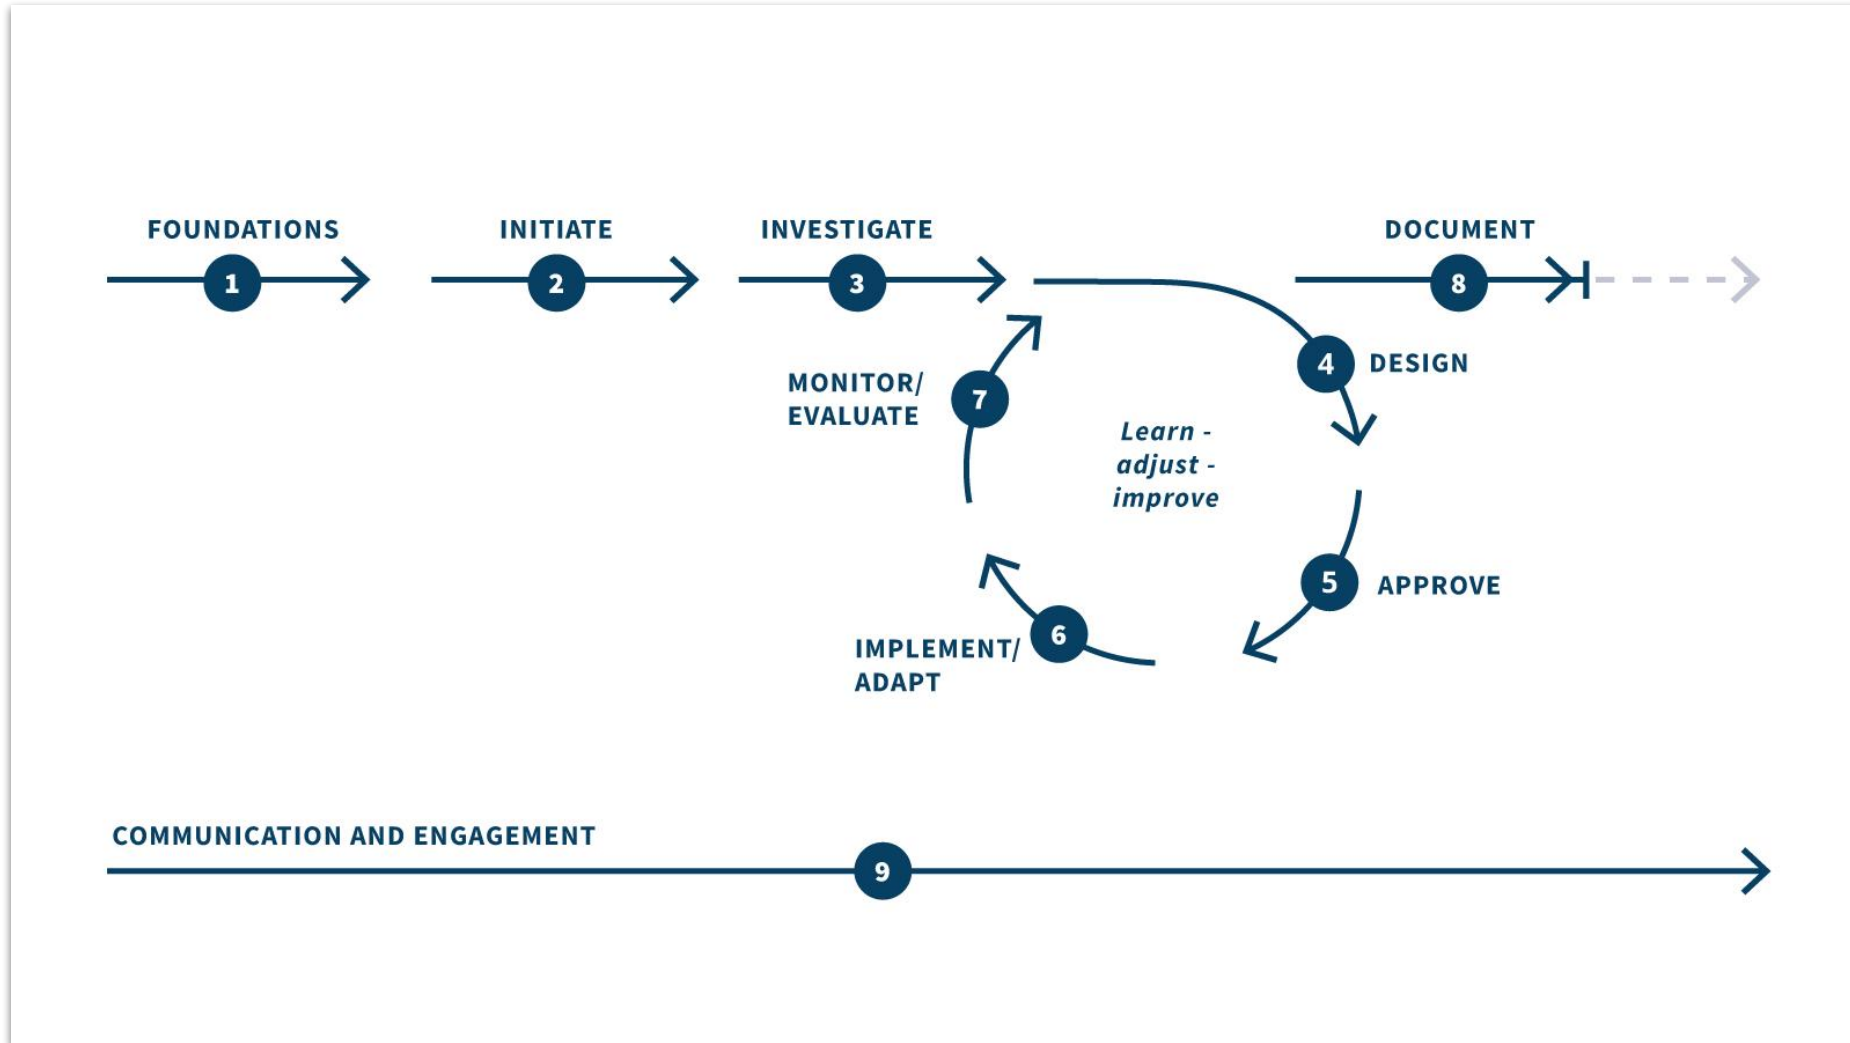 FOUNDATIONS
1
INITIATE
2
INVESTIGATE
3
DOCUMENT
8
4
DESIGN
MONITOR/
EVALUATE
7
Learn -
adjust -
improve
5
APPROVE
6
IMPLEMENT/
ADAPT
COMMUNICATION AND ENGAGEMENT
9